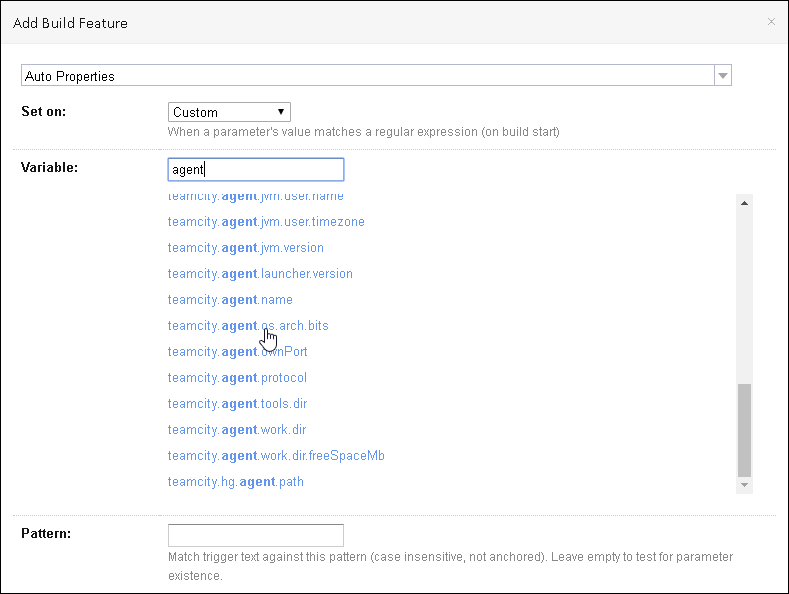 Add Build Feature
×
Auto Properties
Set on:
Custom
When a parameter's value matches a regular expression (on build start)
Variable:
agent
teamcity.agent.jvm.user.name
teamcity.agent.jvm.user.timezone
teamcity.agent.jvm.version
teamcity.agent.launcher.version
teamcity.agent.name
teamcity.agent.os.arch.bits
teamcity.agent.ownPort
teamcity.agent.protocol
teamcity.agent.tools.dir
teamcity.agent.work.dir
teamcity.agent.work.dir.freeSpaceMb
teamcity.hg.agent.path
Pattern:
Match trigger text against this pattern (case insensitive, not anchored). Leave empty to test for parameter
existence.